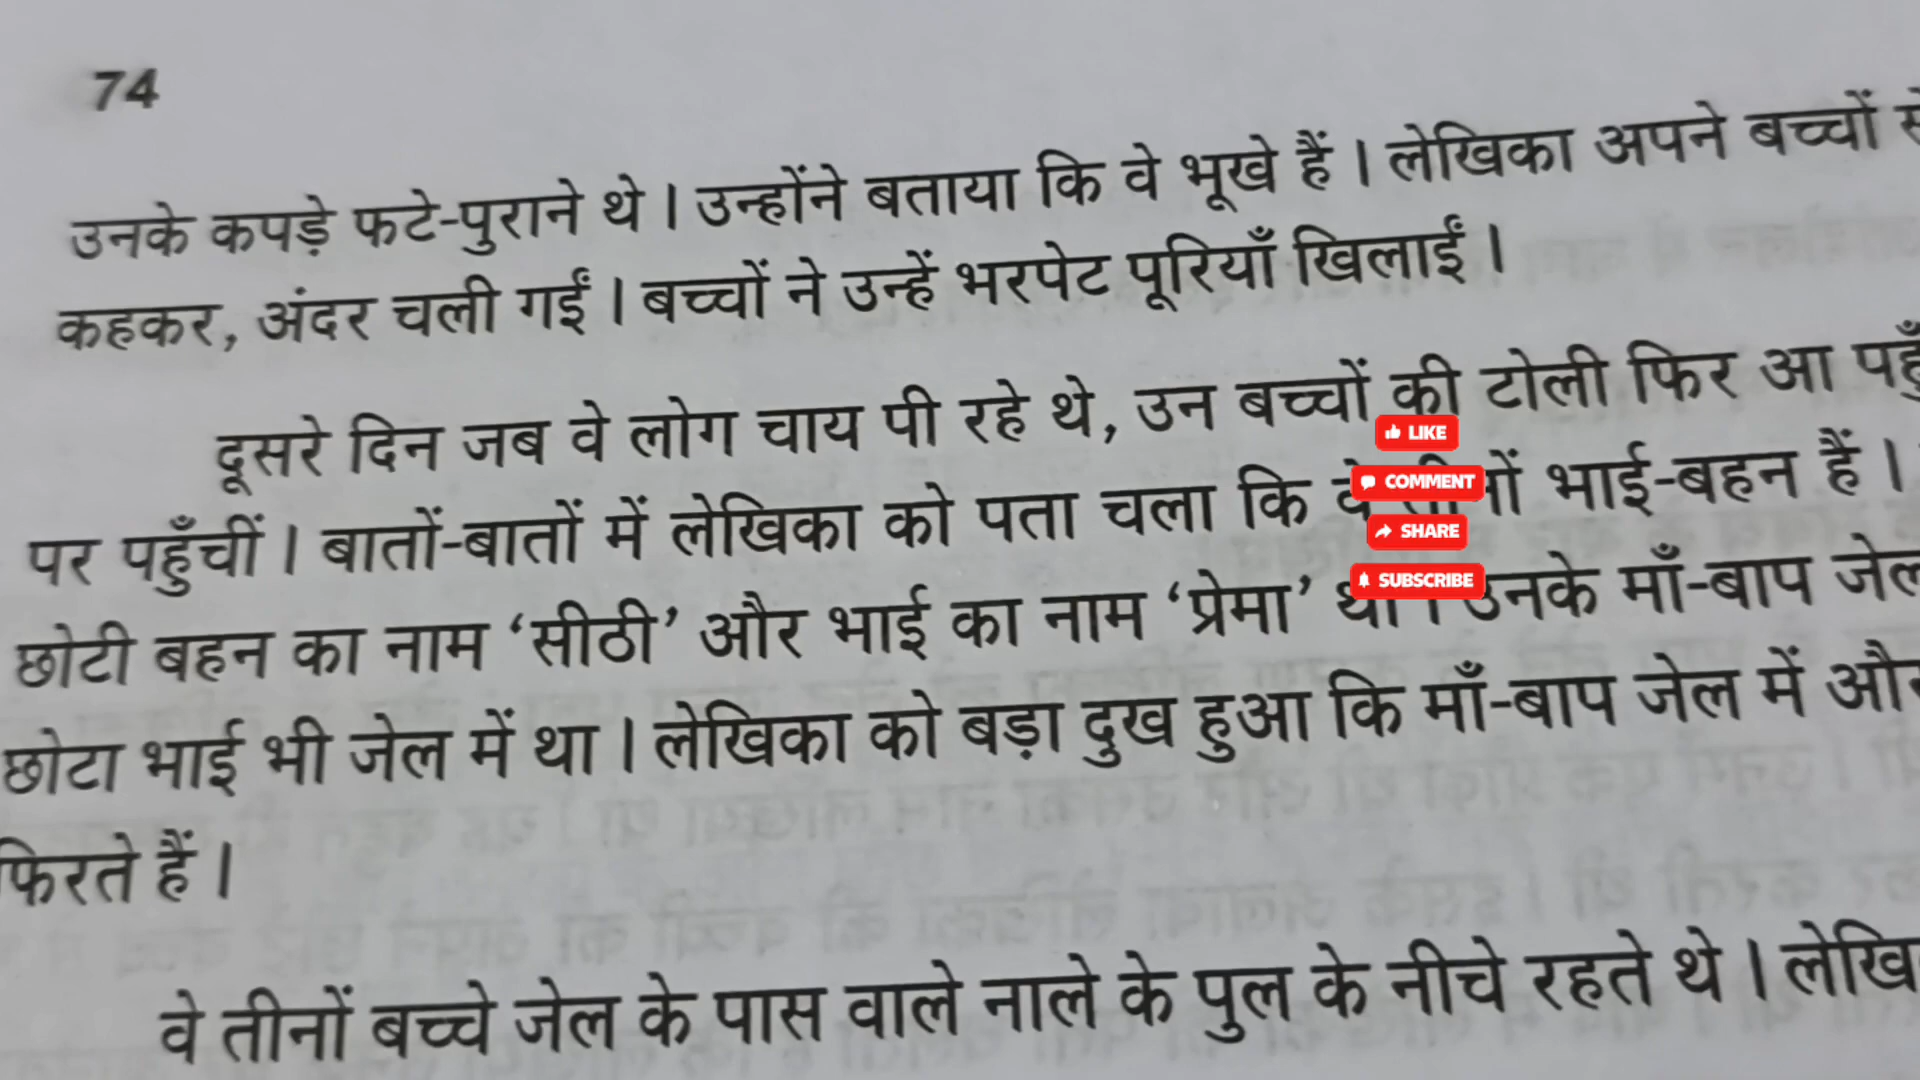 74
उनके कपड़े फटे-पुराने थे । उन्होंने बताया कि वे भूखे हैं । लेखिका अपने बच्चों
कहकर, अंदर चली गईं । बच्चों ने उन्हें भरपेट पूरियाँ खिलाईं ।
दूसरे दिन जब वे लोग चाय पी रहे थे, उन बच्चों की टोली फिर आ
LIKE
पर पहुँचीं । बातों-बातों में लेखिका को पता चला कि भाई-बहन हैं ।
COMMENT
SHARE
छोटी बहन का नाम ‘सीठी’ और भाई का नाम ‘प्रेमा’ था । उनके माँ-बाप
SUBSCRIBE
छोटा भाई भी जेल में था । लेखिका को बड़ा दुख हुआ कि माँ-बाप जेल में
फिरते हैं ।
वे तीनों बच्चे जेल के पास वाले नाले के पुल के नीचे रहते थे ।